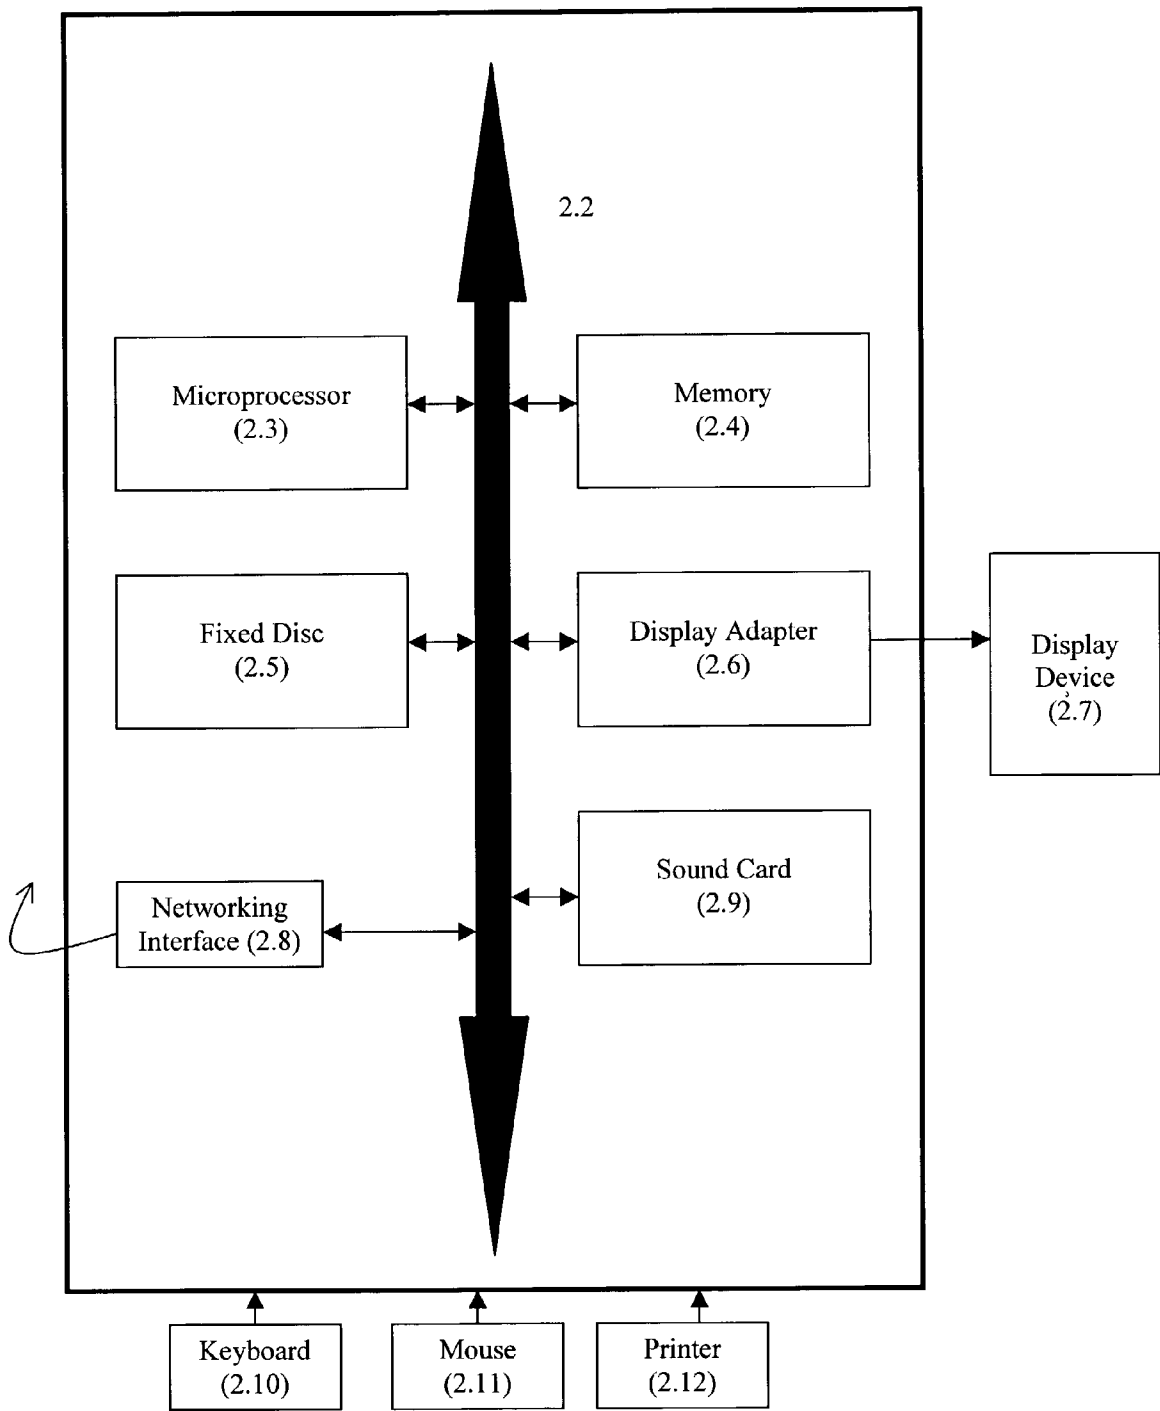 2.2
Microprocessor
(2.3)
Memory
(2.4)
Fixed Disc
(2.5)
Display Adapter
(2.6)
Display
Device
(2.7)
Networking
Interface (2.8)
Sound Card
(2.9)
Keyboard
(2.10)
Mouse
(2.11)
Printer
(2.12)